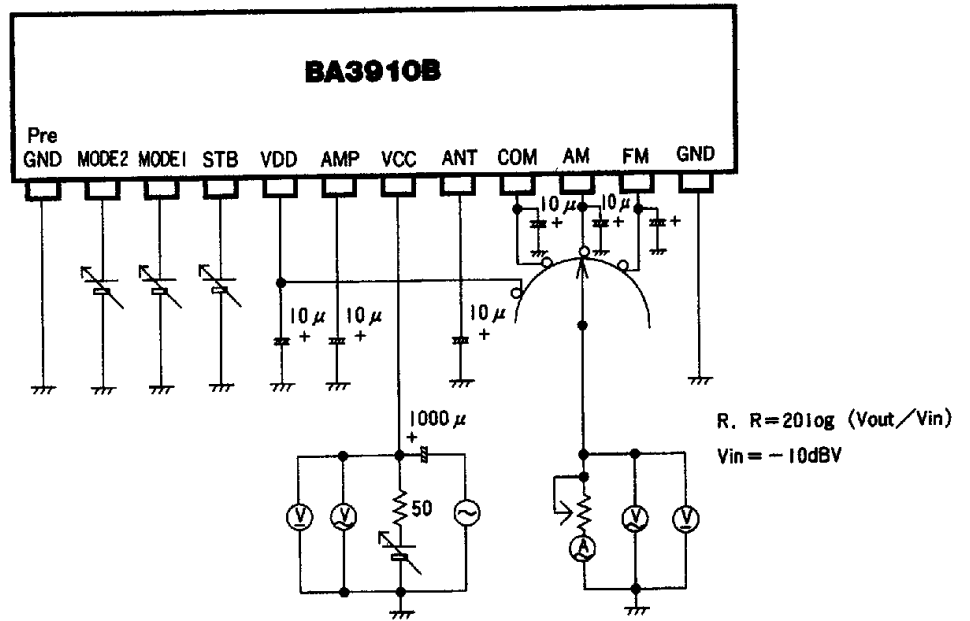 BA3910B
Pre
GND MODE2 MODE1 STB VDD AMP VCC ANT COM AM FM GND
10μ 10μ
+ + +
10μ 10μ 10μ
+ + +
1000μ
+
50
V V V V
A
R. R=20log (Vout/Vin)
Vin=-10dBV